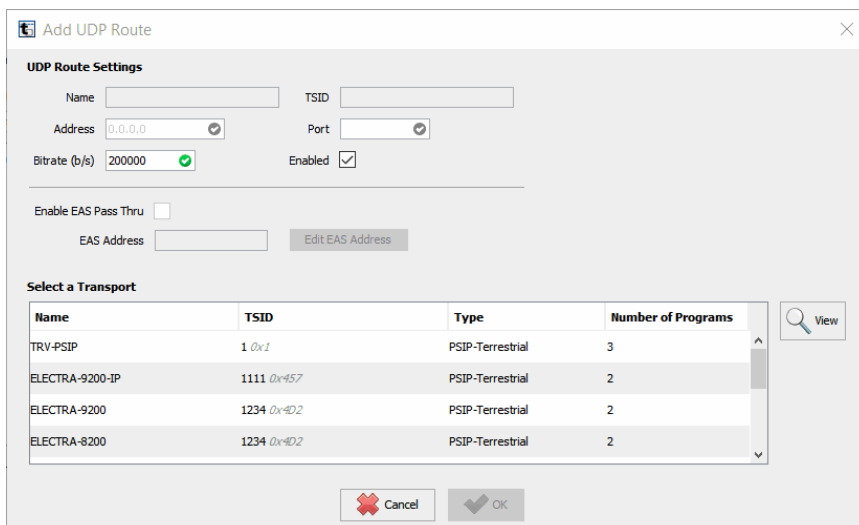 Add UDP Route
UDP Route Settings
Name TSID
Address 0.0.0.0 Port
Bitrate (b/s) 200000 Enabled
Enable EAS Pass Thru
EAS Address Edit EAS Address
Select a Transport
Name TSID Type Number of Programs View
TRV-PSIP 1 0x1 PSIP-Terrestrial 3
ELECTRA-9200-IP 1111 0x457 PSIP-Terrestrial 2
ELECTRA-9200 1234 0x4D2 PSIP-Terrestrial 2
ELECTRA-8200 1234 0x4D2 PSIP-Terrestrial 2
Cancel OK